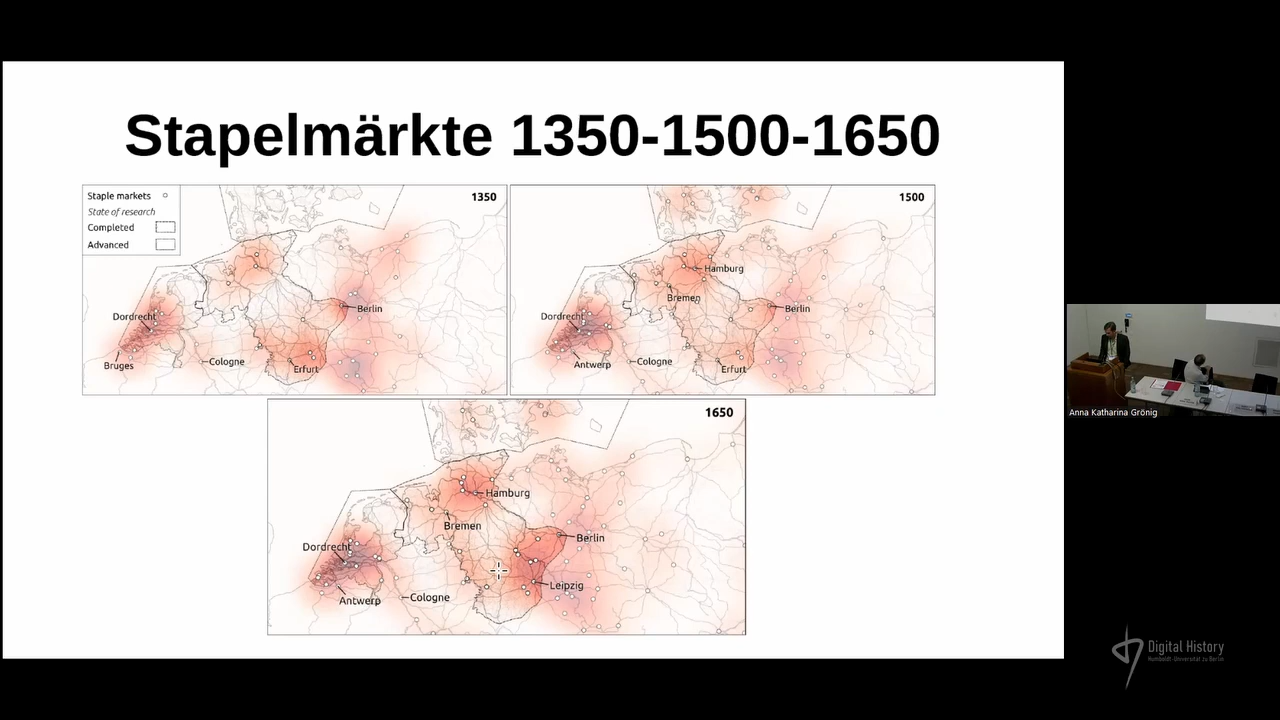 Stapelmärkte 1350-1500-1650
Staple markets
State of research
Completed
Advanced
1350
Dordrecht
Bruges
Cologne
Erfurt
Berlin
1500
Hamburg
Bremen
Berlin
Dordrecht
Antwerp
Cologne
Erfurt
1650
Hamburg
Bremen
Berlin
Dordrecht
Leipzig
Antwerp
Cologne
Anna Katharina Grönig
Digital History
Humboldt-Universität zu Berlin